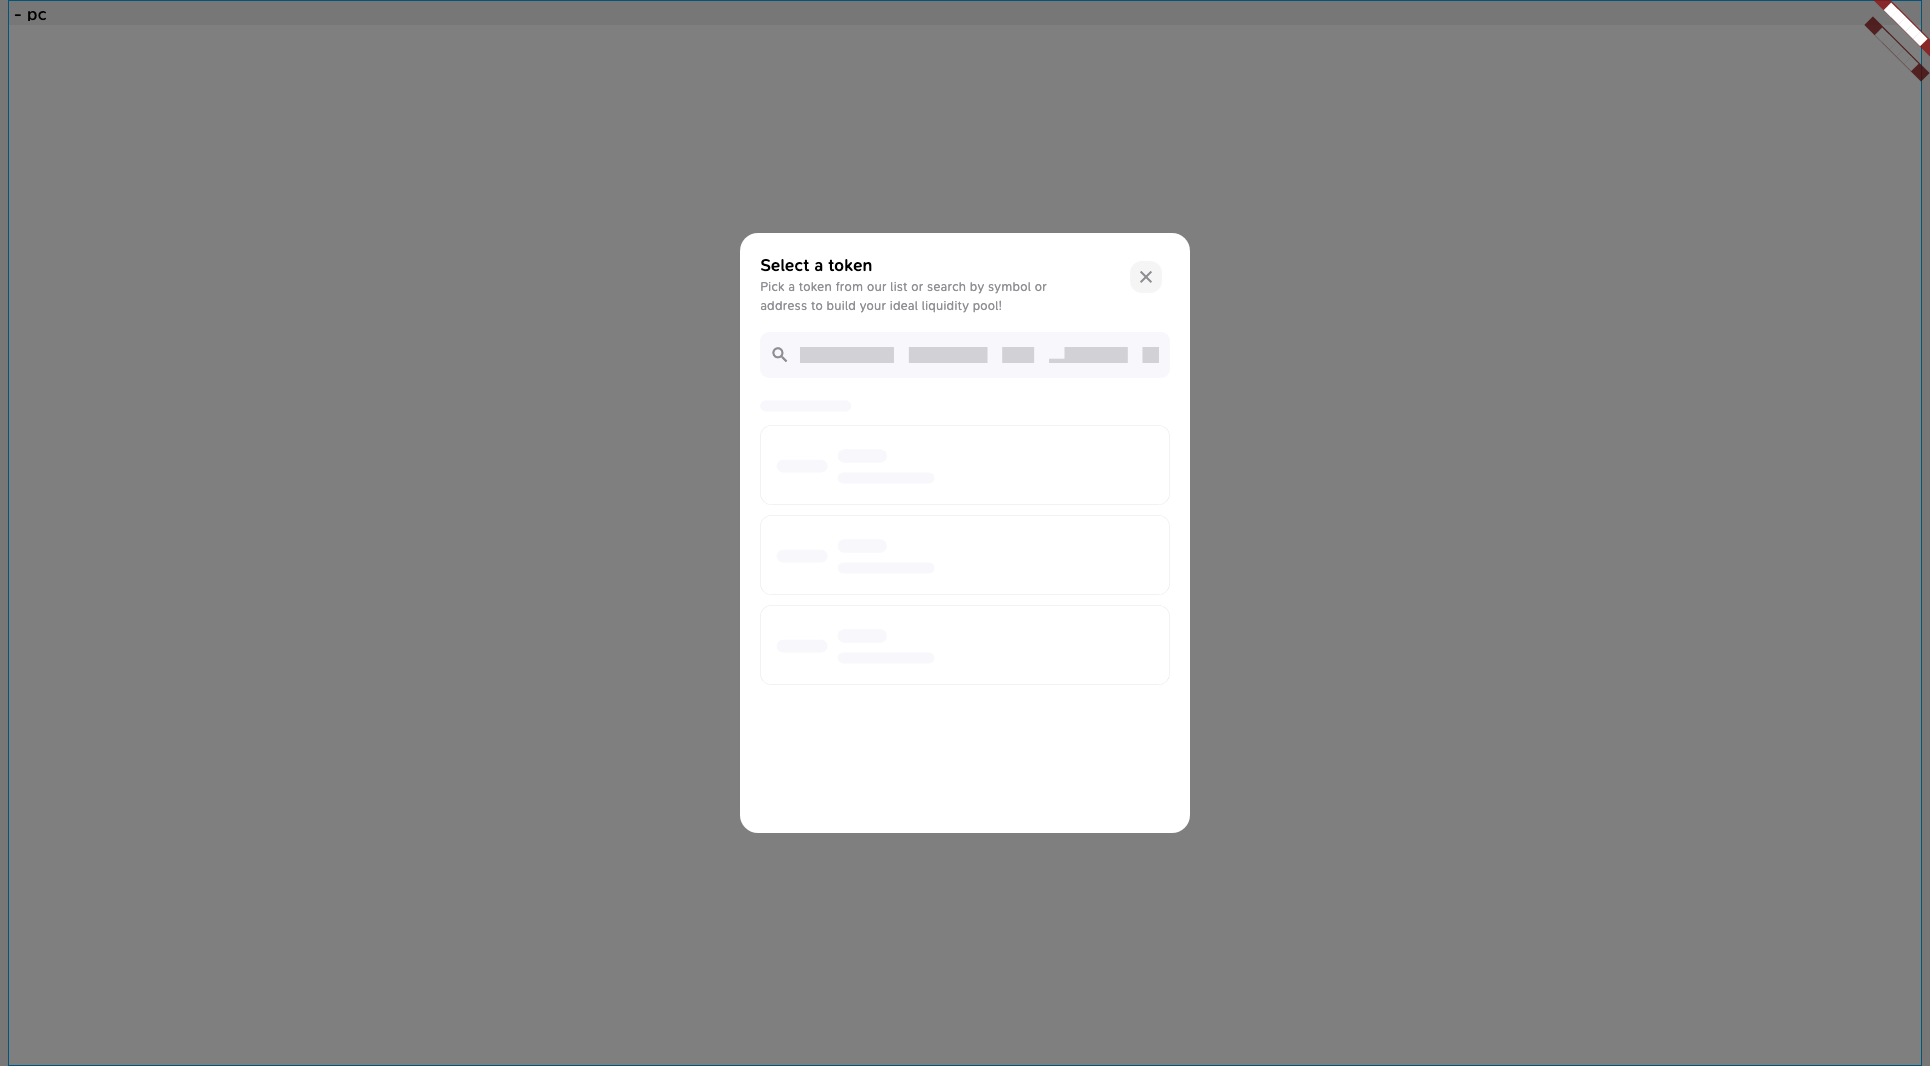 - pc
Select a token
Pick a token from our list or search by symbol or
address to build your ideal liquidity pool!